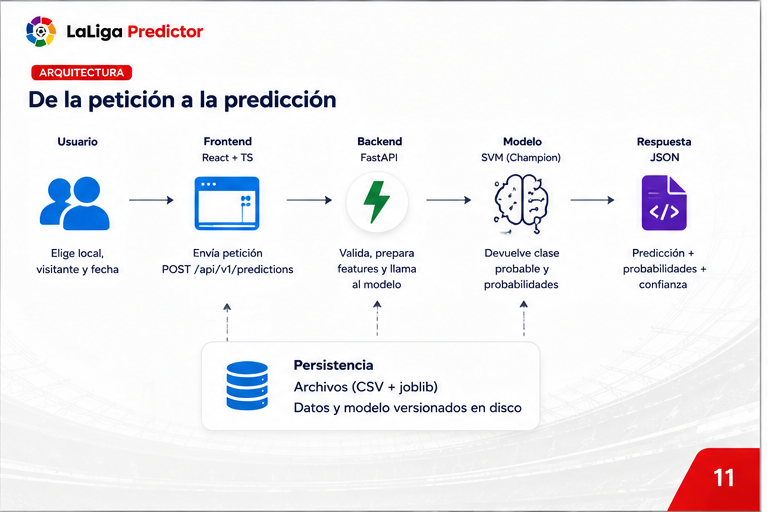 LaLiga Predictor
ARQUITECTURA
De la petición a la predicción
Usuario
Elige local,
visitante y fecha
Frontend
React + TS
Envía petición
POST /api/v1/predictions
Backend
FastAPI
Valida, prepara
features y llama
al modelo
Modelo
SVM (Champion)
Devuelve clase
probable y
probabilidades
Respuesta
JSON
</>
Predicción +
probabilidades +
confianza
Persistencia
Archivos (CSV + joblib)
Datos y modelo versionados en disco
11